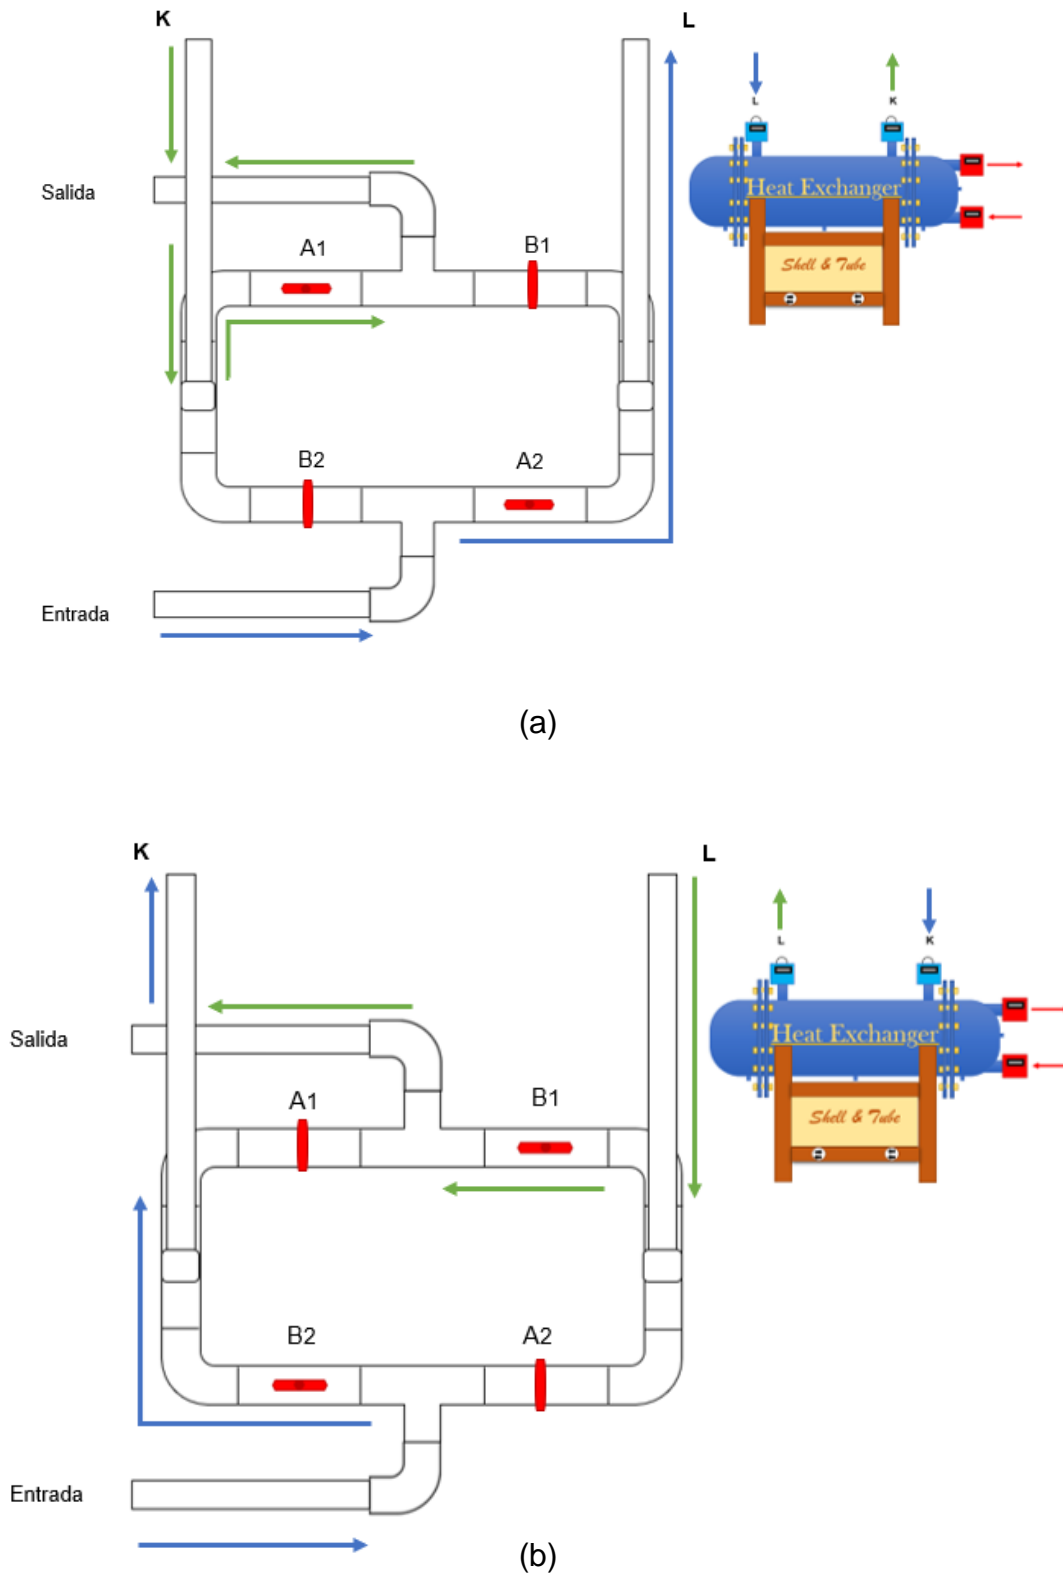 K
L
L
K
Salida
Heat Exchanger
A1
B1
Shell & Tube
B2
A2
Entrada
(a)
K
L
L
K
Salida
Heat Exchanger
A1
B1
Shell & Tube
B2
A2
Entrada
(b)